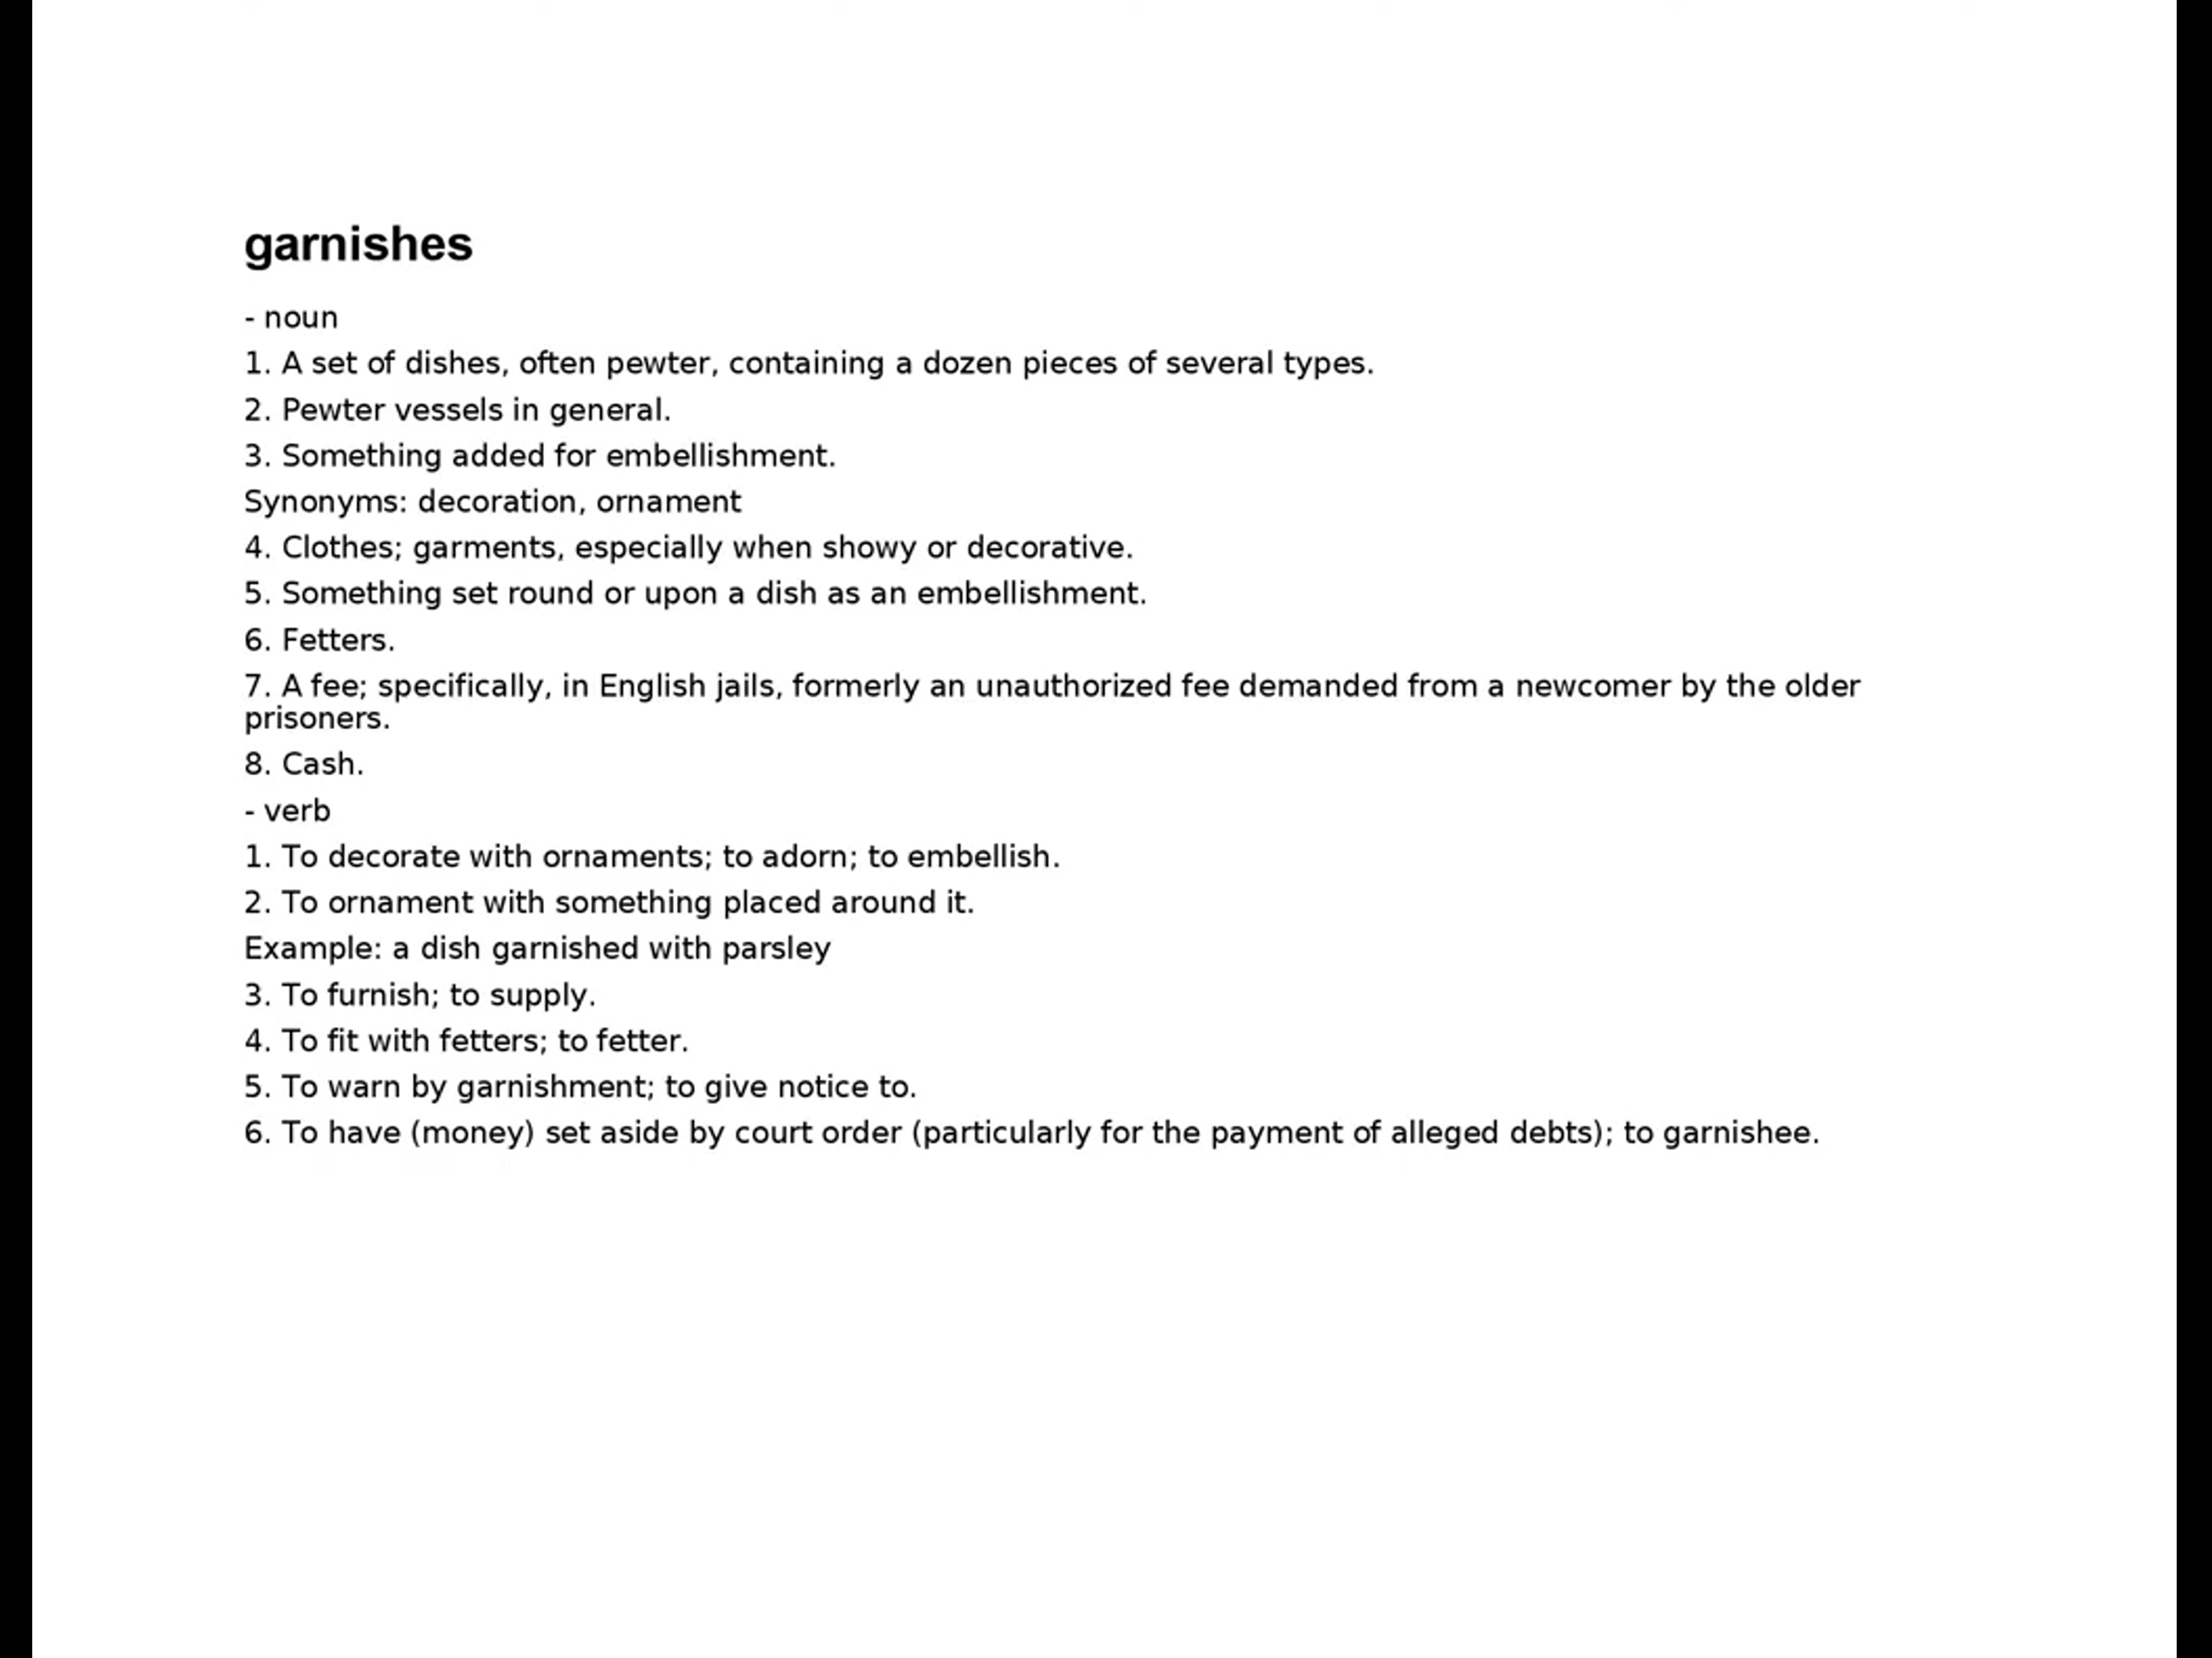 garnishes
- noun
1. A set of dishes, often pewter, containing a dozen pieces of several types.
2. Pewter vessels in general.
3. Something added for embellishment.
Synonyms: decoration, ornament
4. Clothes; garments, especially when showy or decorative.
5. Something set round or upon a dish as an embellishment.
6. Fetters.
7. A fee; specifically, in English jails, formerly an unauthorized fee demanded from a newcomer by the older
prisoners.
8. Cash.
- verb
1. To decorate with ornaments; to adorn; to embellish.
2. To ornament with something placed around it.
Example: a dish garnished with parsley
3. To furnish; to supply.
4. To fit with fetters; to fetter.
5. To warn by garnishment; to give notice to.
6. To have (money) set aside by court order (particularly for the payment of alleged debts); to garnishee.